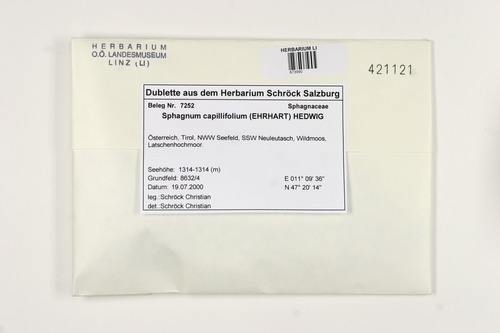 HERBARIUM
O.Ö. LANDESMUSEUM
LINZ (LI)
HERBARIUM LI
421121
Dublette aus dem Herbarium Schröck Salzburg
Beleg Nr. 7252 Sphagnaceae
Sphagnum capillifolium (EHRHART) HEDWIG
Österreich, Tirol, NWW Seefeld, SSW Neuleutasch, Wildmoos,
Latschenhochmoor.
Seehöhe: 1314-1314 (m)
Grundfeld: 8632/4 E 011° 09' 36"
Datum: 19.07.2000 N 47° 20' 14"
leg.:Schröck Christian
det.:Schröck Christian